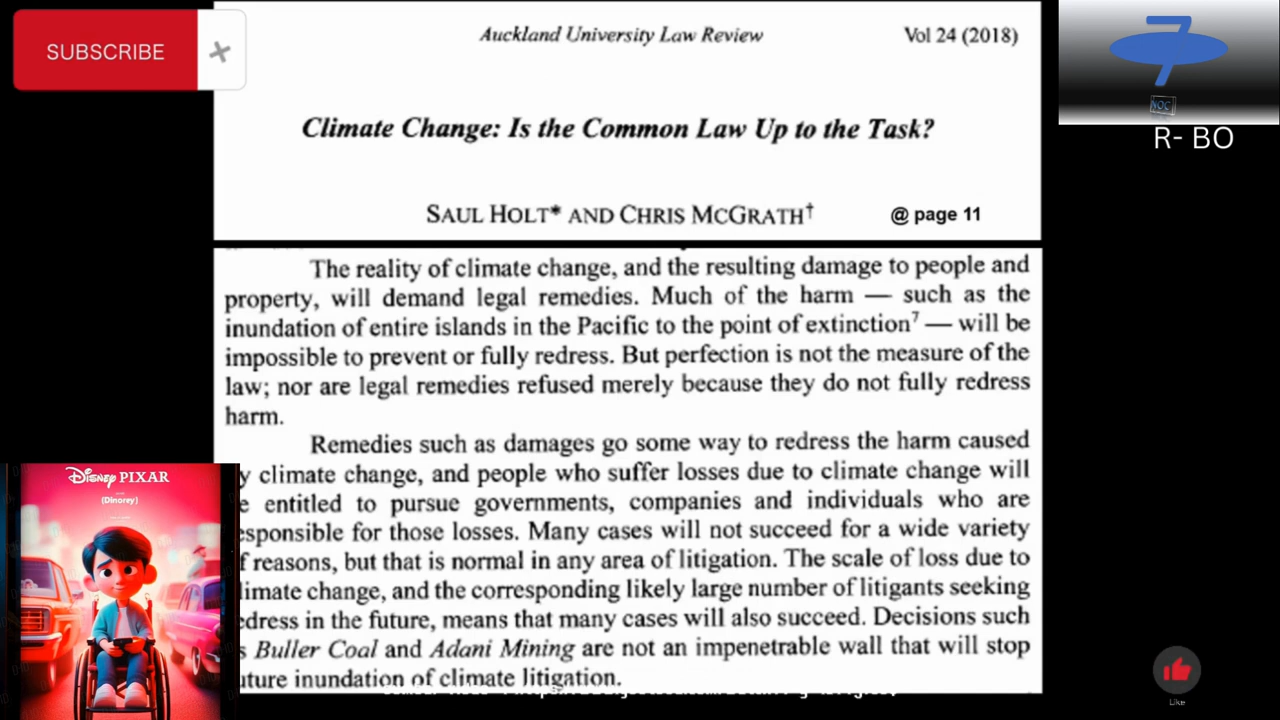 SUBSCRIBE
Auckland University Law Review Vol 24 (2018)
Climate Change: Is the Common Law Up to the Task?
SAUL HOLT* AND CHRIS MCGRATH†
@ page 11
NOC
R- BO
The reality of climate change, and the resulting damage to people and
property, will demand legal remedies. Much of the harm — such as the
inundation of entire islands in the Pacific to the point of extinction⁷ — will be
impossible to prevent or fully redress. But perfection is not the measure of the
law; nor are legal remedies refused merely because they do not fully redress
harm.
Remedies such as damages go some way to redress the harm caused
y climate change, and people who suffer losses due to climate change will
e entitled to pursue governments, companies and individuals who are
esponsible for those losses. Many cases will not succeed for a wide variety
f reasons, but that is normal in any area of litigation. The scale of loss due to
limate change, and the corresponding likely large number of litigants seeking
edress in the future, means that many cases will also succeed. Decisions such
s Buller Coal and Adani Mining are not an impenetrable wall that will stop
uture inundation of climate litigation.
DISNEY PIXAR
(Dinorey)
Like